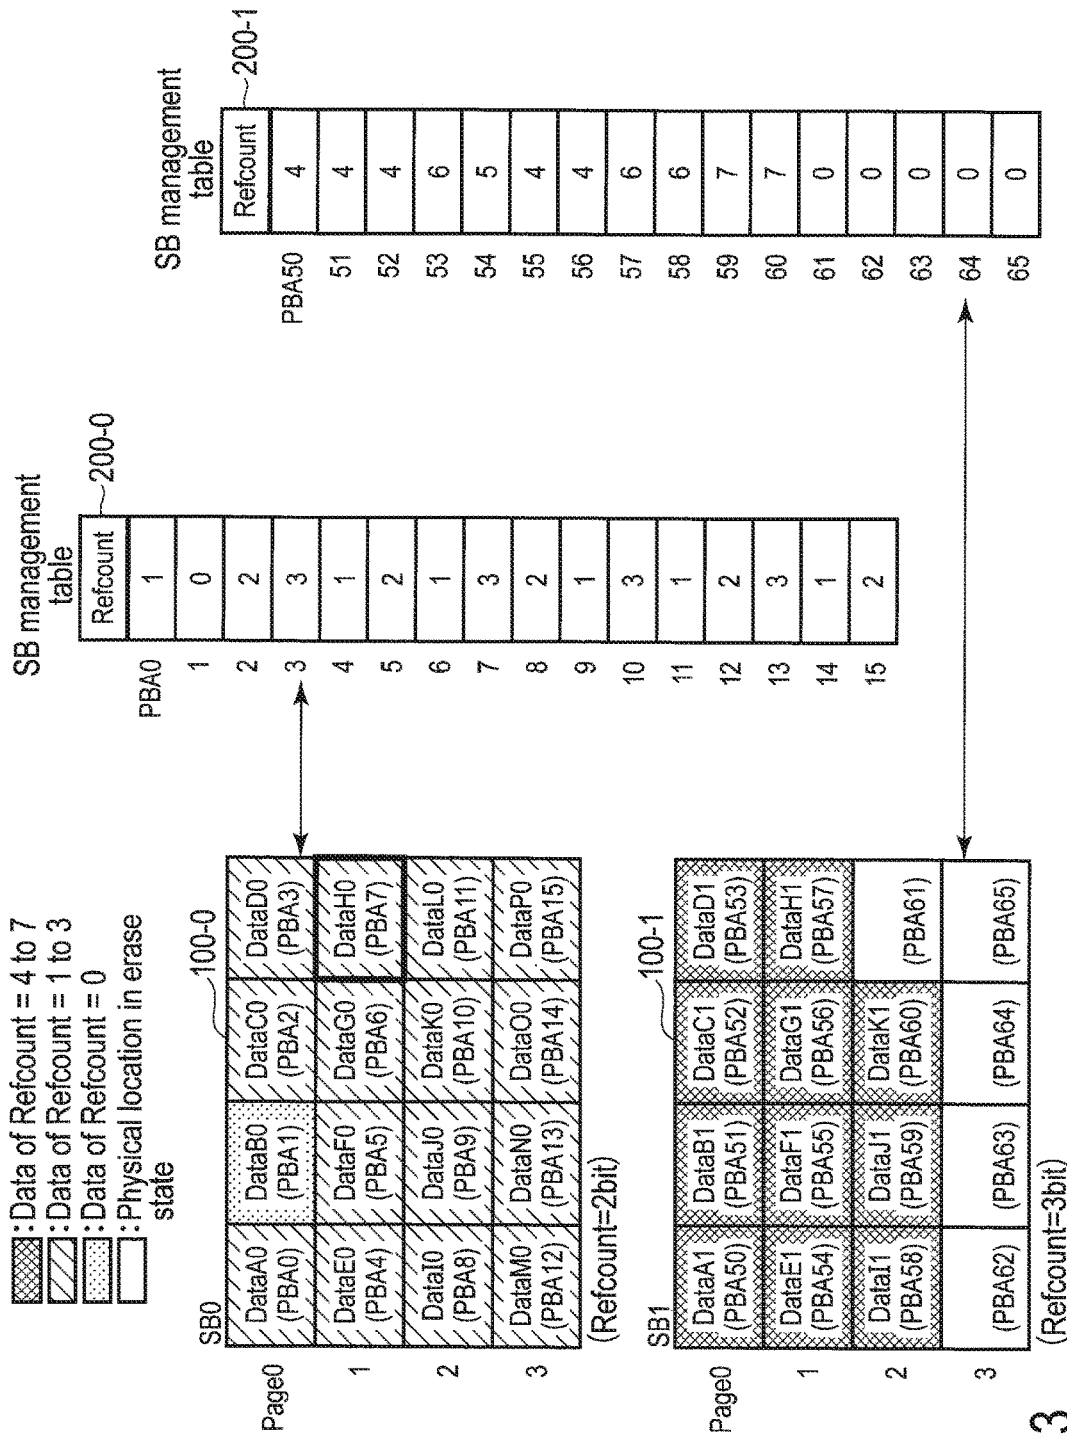 :Data of Refcount = 4 to 7
:Data of Refcount = 1 to 3
:Data of Refcount = 0
:Physical location in erase
state
SB0
100-0
Page0
DataA0
(PBA0)
DataB0
(PBA1)
DataC0
(PBA2)
DataD0
(PBA3)
1
DataE0
(PBA4)
DataF0
(PBA5)
DataG0
(PBA6)
DataH0
(PBA7)
2
DataI0
(PBA8)
DataJ0
(PBA9)
DataK0
(PBA10)
DataL0
(PBA11)
3
DataM0
(PBA12)
DataN0
(PBA13)
DataO0
(PBA14)
DataP0
(PBA15)
(Refcount=2bit)
SB management
table
Refcount
200-0
PBA0 1
1 0
2 2
3 3
4 1
5 2
6 1
7 3
8 2
9 1
10 3
11 1
12 2
13 3
14 1
15 2
SB1
100-1
Page0
DataA1
(PBA50)
DataB1
(PBA51)
DataC1
(PBA52)
DataD1
(PBA53)
1
DataE1
(PBA54)
DataF1
(PBA55)
DataG1
(PBA56)
DataH1
(PBA57)
2
DataI1
(PBA58)
DataJ1
(PBA59)
DataK1
(PBA60)
(PBA61)
3
(PBA62)
(PBA63)
(PBA64)
(PBA65)
(Refcount=3bit)
SB management
table
Refcount
200-1
PBA50 4
51 4
52 4
53 6
54 5
55 4
56 4
57 6
58 6
59 7
60 7
61 0
62 0
63 0
64 0
65 0
3